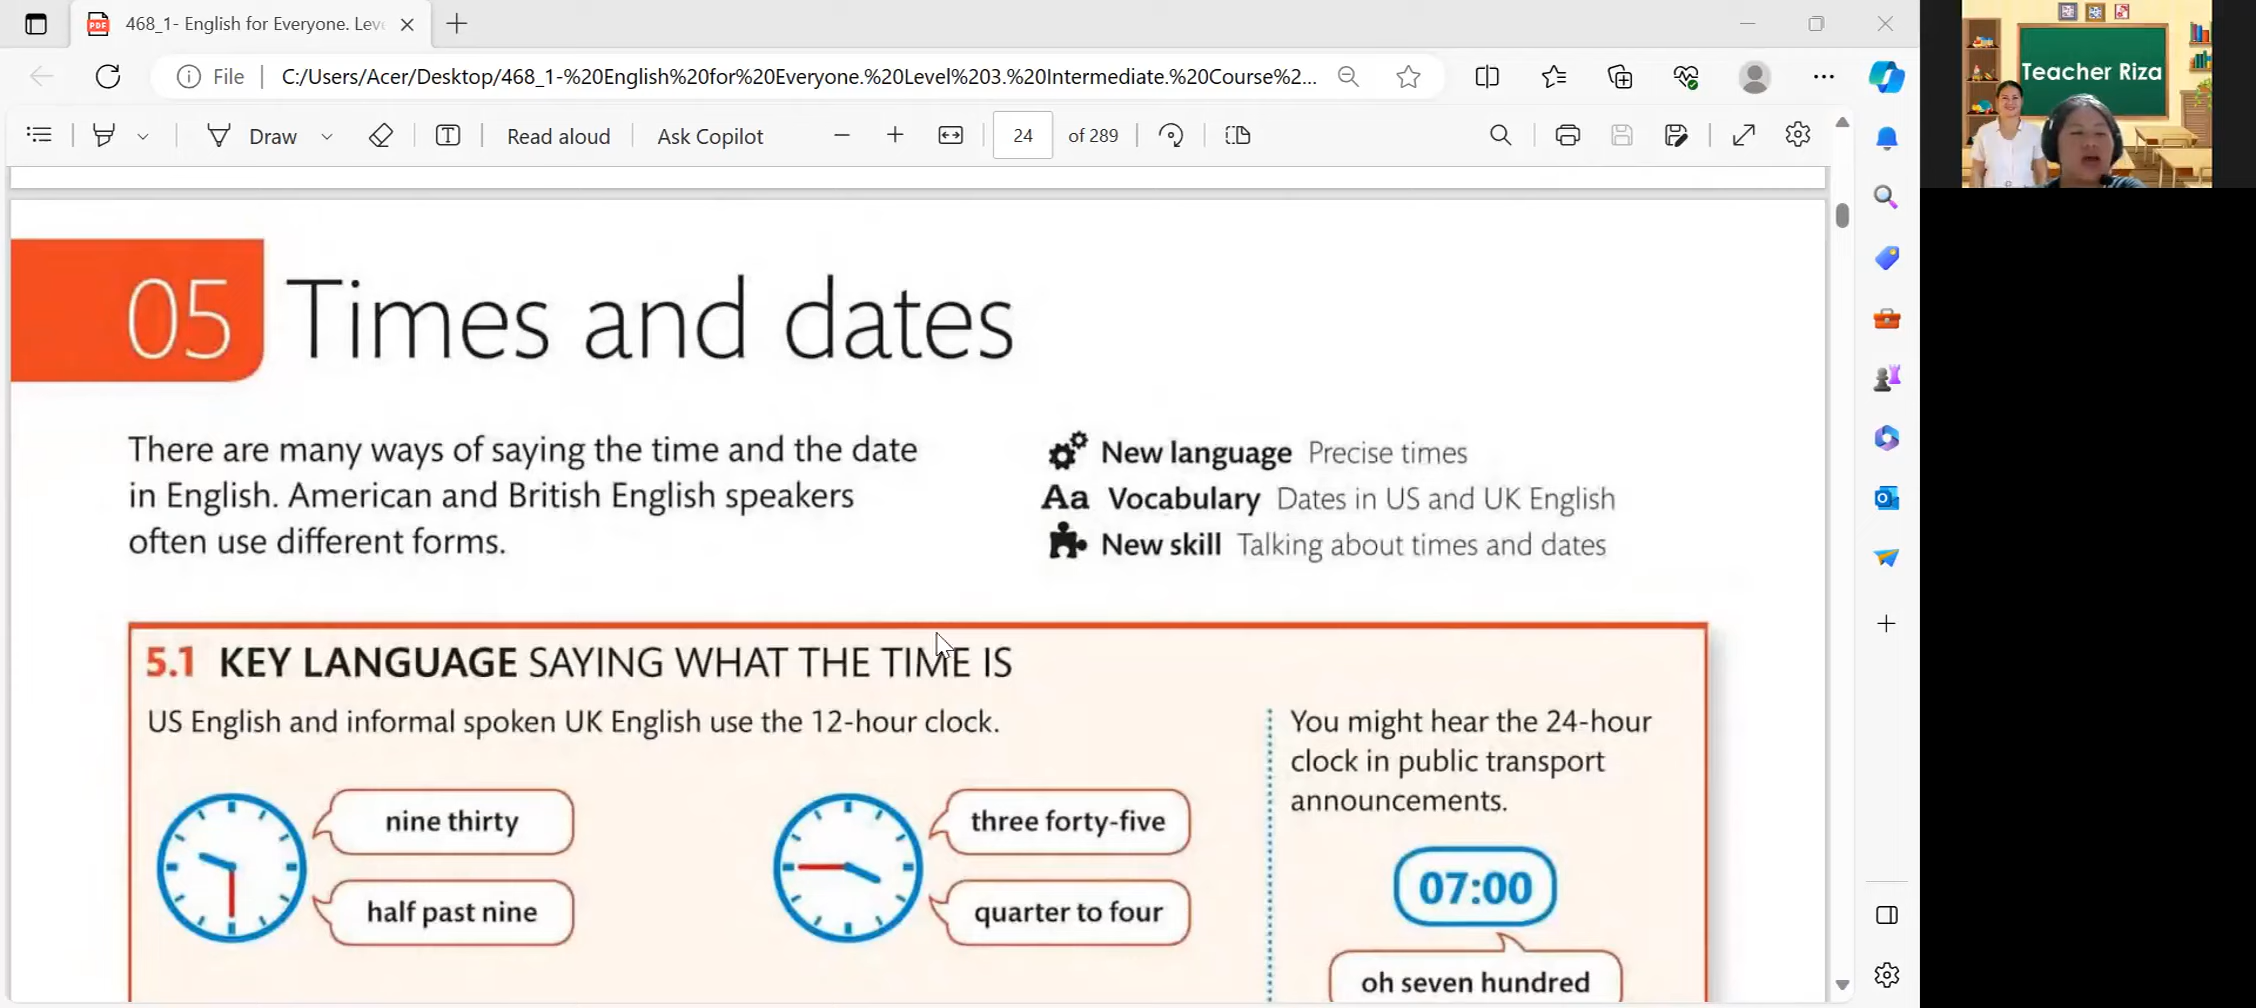 468_1- English for Everyone. Leve
File
C:/Users/Acer/Desktop/468_1-%20English%20for%20Everyone.%20Level%203.%20Intermediate.%20Course%2...
Draw
Read aloud
Ask Copilot
24
of 289
Teacher Riza
05 Times and dates
There are many ways of saying the time and the date
in English. American and British English speakers
often use different forms.
New language Precise times
Aa Vocabulary Dates in US and UK English
New skill Talking about times and dates
5.1 KEY LANGUAGE SAYING WHAT THE TIME IS
US English and informal spoken UK English use the 12-hour clock.
nine thirty
half past nine
three forty-five
quarter to four
You might hear the 24-hour
clock in public transport
announcements.
07:00
oh seven hundred